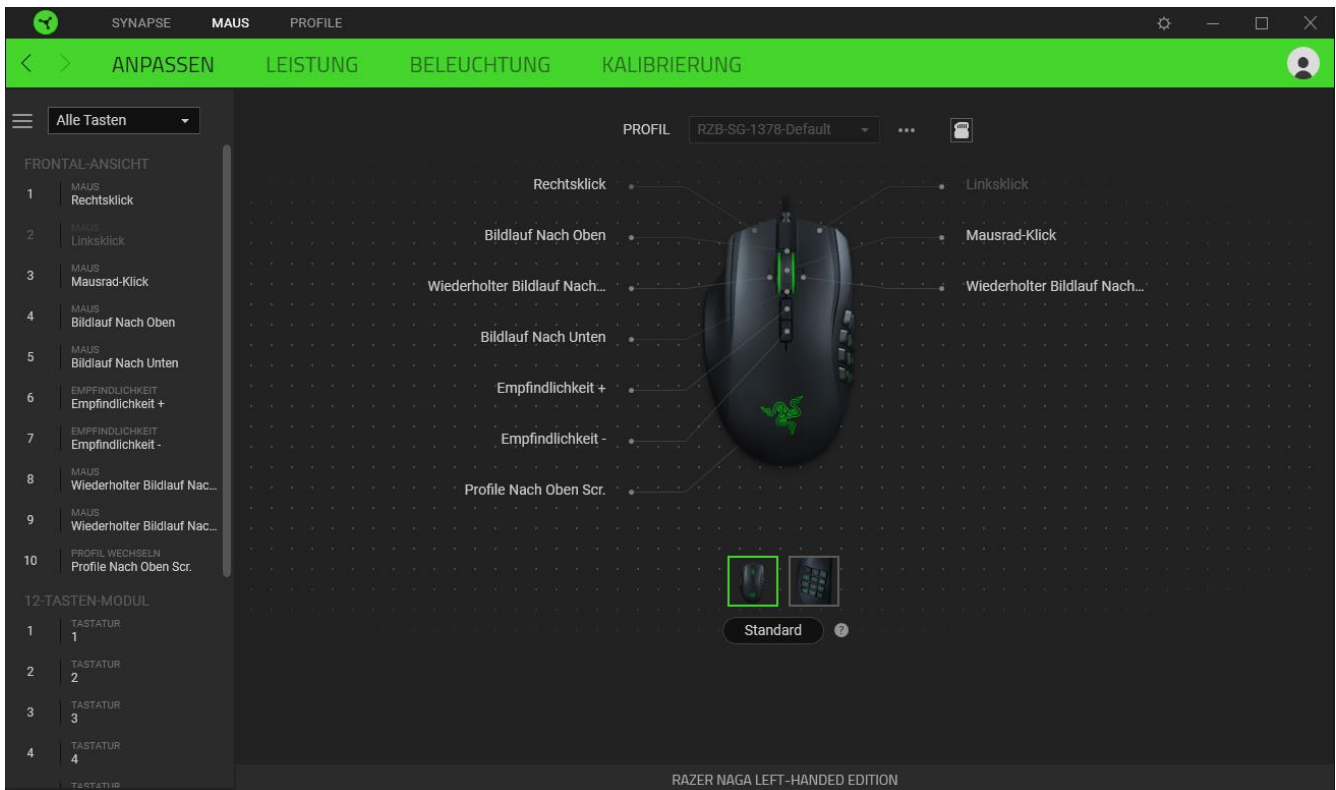 SYNAPSE MAUS PROFILE
ANPASSEN LEISTUNG BELEUCHTUNG KALIBRIERUNG
Alle Tasten
FRONTAL-ANSICHT
1 MAUS
Rechtsklick
2 MAUS
Linksklick
3 MAUS
Mausrad-Klick
4 MAUS
Bildlauf Nach Oben
5 MAUS
Bildlauf Nach Unten
6 EMPFINDLICHKEIT
Empfindlichkeit +
7 EMPFINDLICHKEIT
Empfindlichkeit -
8 MAUS
Wiederholter Bildlauf Nac...
9 MAUS
Wiederholter Bildlauf Nac...
10 PROFIL WECHSELN
Profile Nach Oben Scr.
12-TASTEN-MODUL
1 TASTATUR
1
2 TASTATUR
2
3 TASTATUR
3
4 TASTATUR
4
TASTATUR
PROFIL RZB-SG-1378-Default
Rechtsklick Linksklick
Bildlauf Nach Oben Mausrad-Klick
Wiederholter Bildlauf Nach... Wiederholter Bildlauf Nach...
Bildlauf Nach Unten
Empfindlichkeit +
Empfindlichkeit -
Profile Nach Oben Scr.
Standard ?
RAZER NAGA LEFT-HANDED EDITION